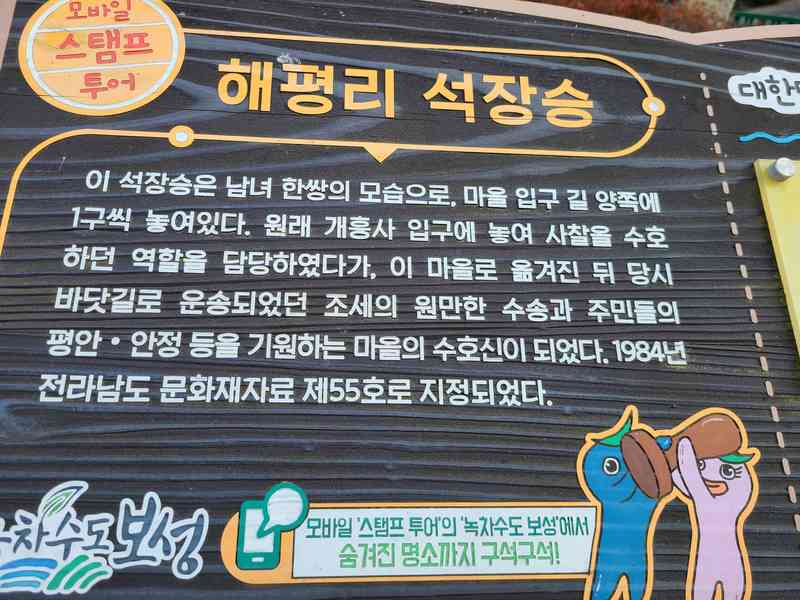 모바일
스탬프
투어
해평리 석장승
대한
이 석장승은 남녀 한쌍의 모습으로, 마을 입구 길 양쪽에
1구씩 놓여있다. 원래 개흥사 입구에 놓여 사찰을 수호
하던 역할을 담당하였다가, 이 마을로 옮겨진 뒤 당시
바닷길로 운송되었던 조세의 원만한 수송과 주민들의
평안•안정 등을 기원하는 마을의 수호신이 되었다. 1984년
전라남도 문화재자료 제55호로 지정되었다.
차수도 보성
모바일 '스탬프 투어'의 '녹차수도 보성'에서
숨겨진 명소까지 구석구석!